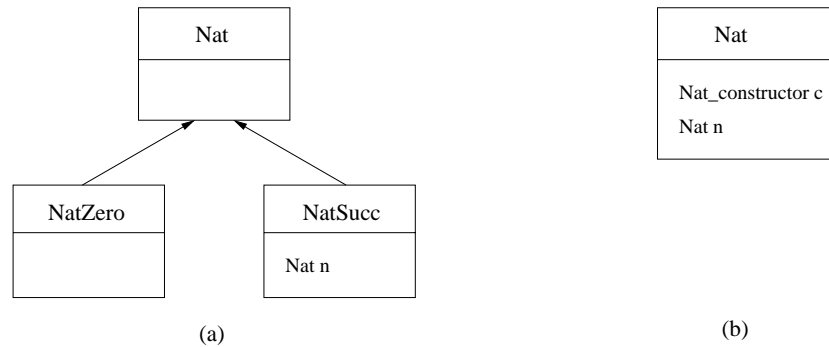 Nat
NatZero
NatSucc
Nat n
(a)
Nat
Nat_constructor c
Nat n
(b)